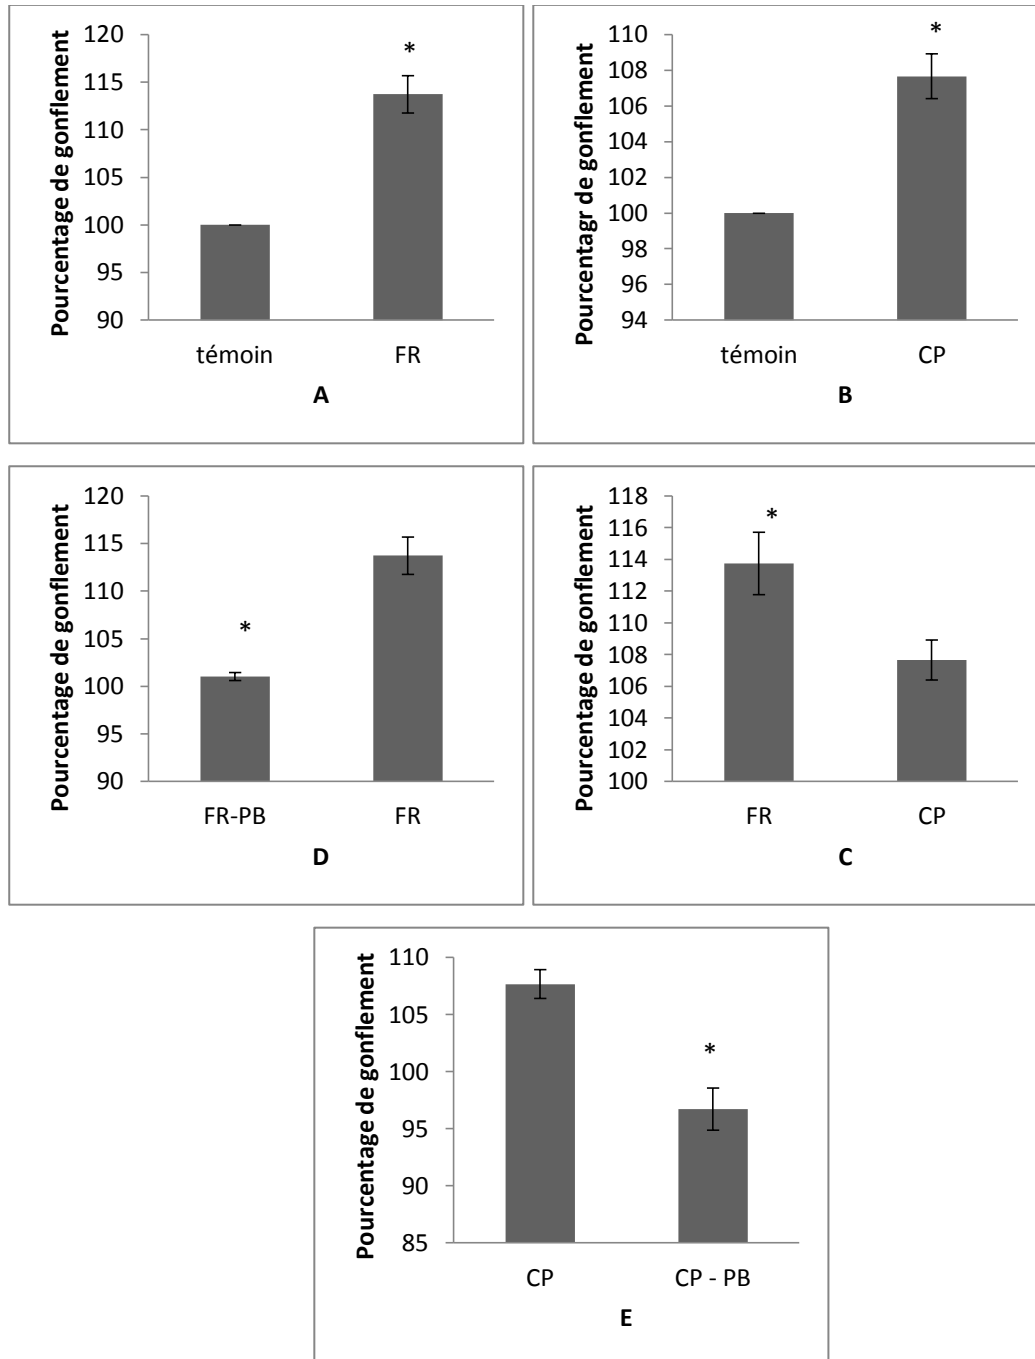 Pourcentage de gonflement
120
115
110
105
100
95
90
*
témoin
FR
A
Pourcentagr de gonflement
110
108
106
104
102
100
98
96
94
*
témoin
CP
B
Pourcentage de gonflement
120
115
110
105
100
95
90
*
FR-PB
FR
D
Pourcentage de gonflement
118
116
114
112
110
108
106
104
102
100
*
FR
CP
C
Pourcentage de gonflement
110
105
100
95
90
85
*
CP
CP - PB
E